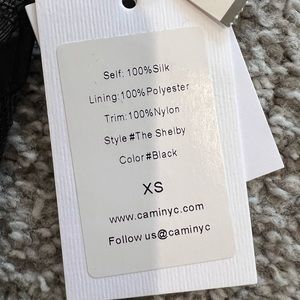 Self: 100%Silk
Lining:100%Polyester
Trim:100%Nylon
Style#The Shelby
Color#Black
XS
www.caminyc.com
Follow us@caminyc